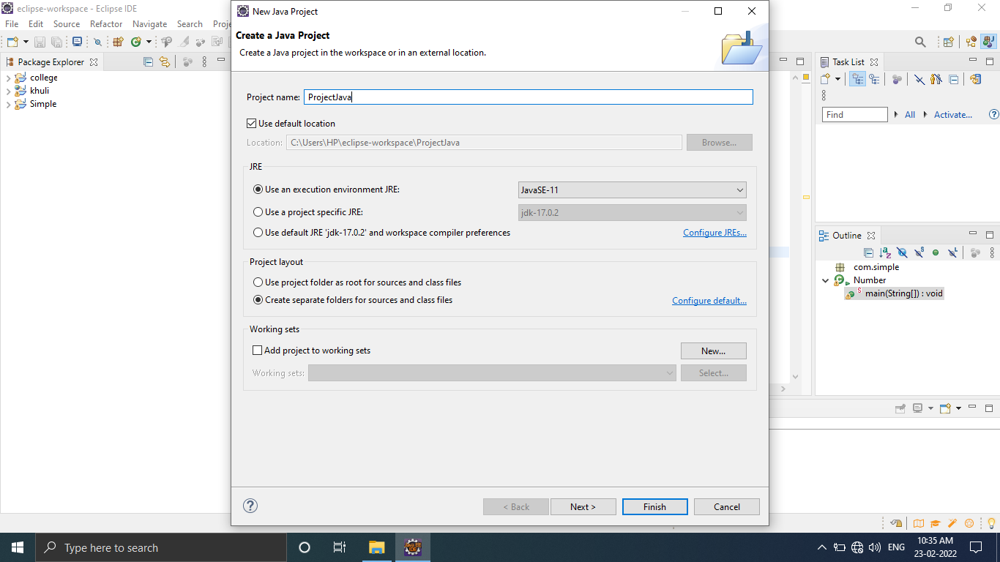 eclipse-workspace - Eclipse IDE
File Edit Source Refactor Navigate Search Proje
Package Explorer
college
khuli
Simple
New Java Project
Create a Java Project
Create a Java project in the workspace or in an external location.
Project name: ProjectJava
Use default location
Location: C:\Users\HP\eclipse-workspace\ProjectJava Browse...
JRE
Use an execution environment JRE: JavaSE-11
Use a project specific JRE: jdk-17.0.2
Use default JRE 'jdk-17.0.2' and workspace compiler preferences Configure JREs...
Project layout
Use project folder as root for sources and class files
Create separate folders for sources and class files Configure default...
Working sets
Add project to working sets New...
Working sets: Select...
< Back Next > Finish Cancel
Task List
Find All Activate...
Outline
com.simple
Number
main(String[]) : void
Type here to search
JAVA EE
IDE
ENG
10:35 AM
23-02-2022